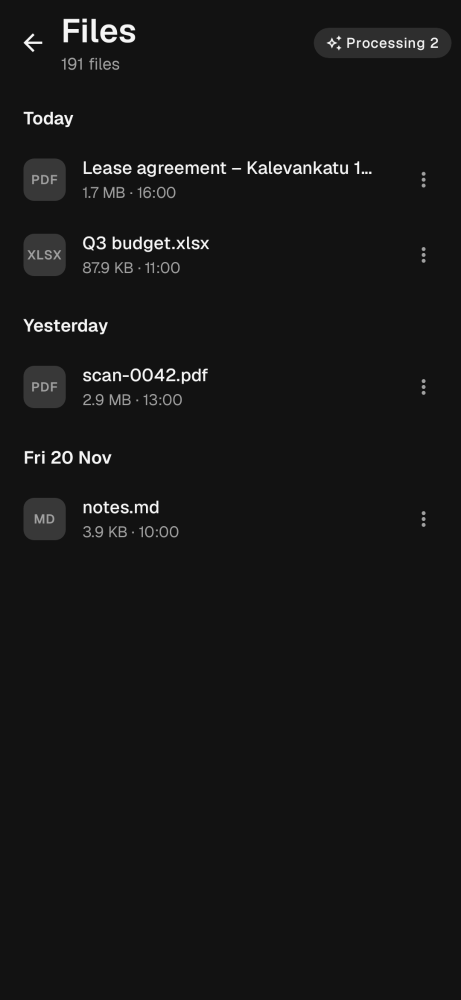 Files
191 files
Processing 2
Today
PDF
Lease agreement – Kalevankatu 1...
1.7 MB · 16:00
XLSX
Q3 budget.xlsx
87.9 KB · 11:00
Yesterday
PDF
scan-0042.pdf
2.9 MB · 13:00
Fri 20 Nov
MD
notes.md
3.9 KB · 10:00